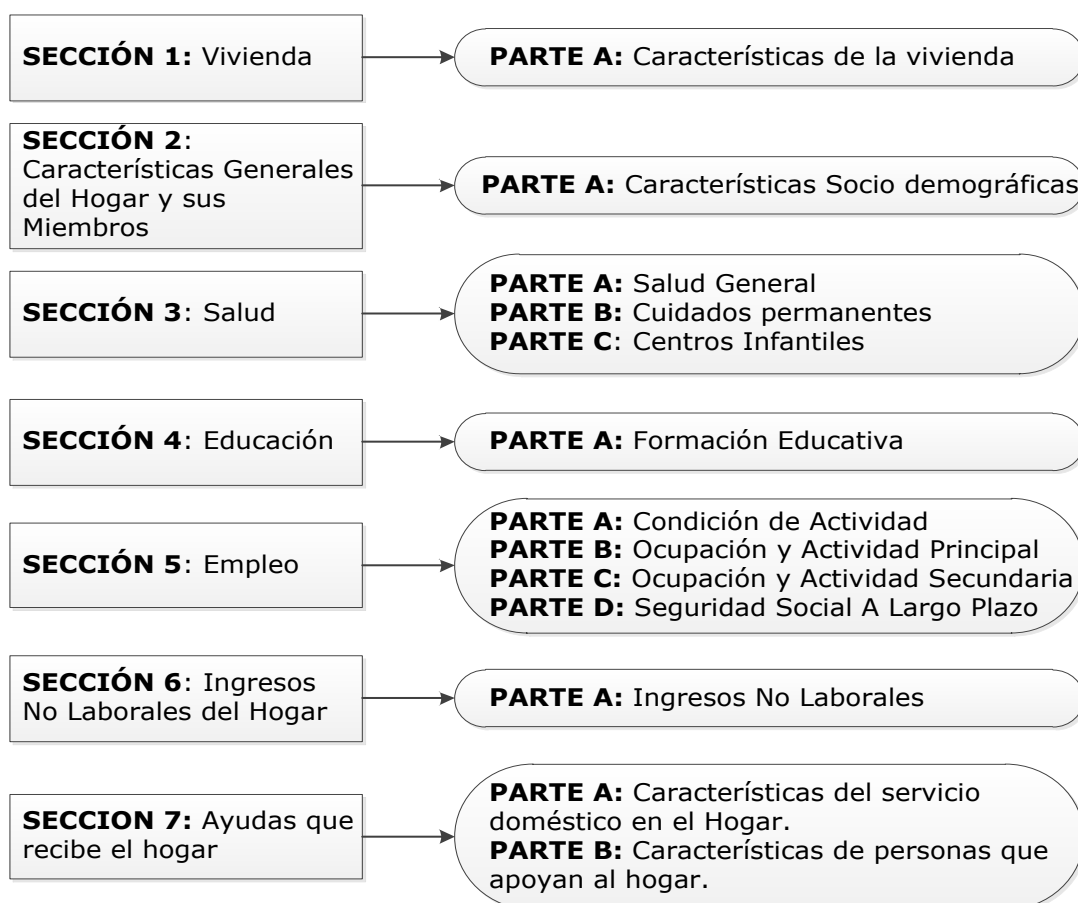 SECCIÓN 1: Vivienda
PARTE A: Características de la vivienda
SECCIÓN 2:
Características Generales
del Hogar y sus
Miembros
PARTE A: Características Socio demográficas
SECCIÓN 3: Salud
PARTE A: Salud General
PARTE B: Cuidados permanentes
PARTE C: Centros Infantiles
SECCIÓN 4: Educación
PARTE A: Formación Educativa
SECCIÓN 5: Empleo
PARTE A: Condición de Actividad
PARTE B: Ocupación y Actividad Principal
PARTE C: Ocupación y Actividad Secundaria
PARTE D: Seguridad Social A Largo Plazo
SECCIÓN 6: Ingresos
No Laborales del Hogar
PARTE A: Ingresos No Laborales
SECCION 7: Ayudas que
recibe el hogar
PARTE A: Características del servicio
doméstico en el Hogar.
PARTE B: Características de personas que
apoyan al hogar.